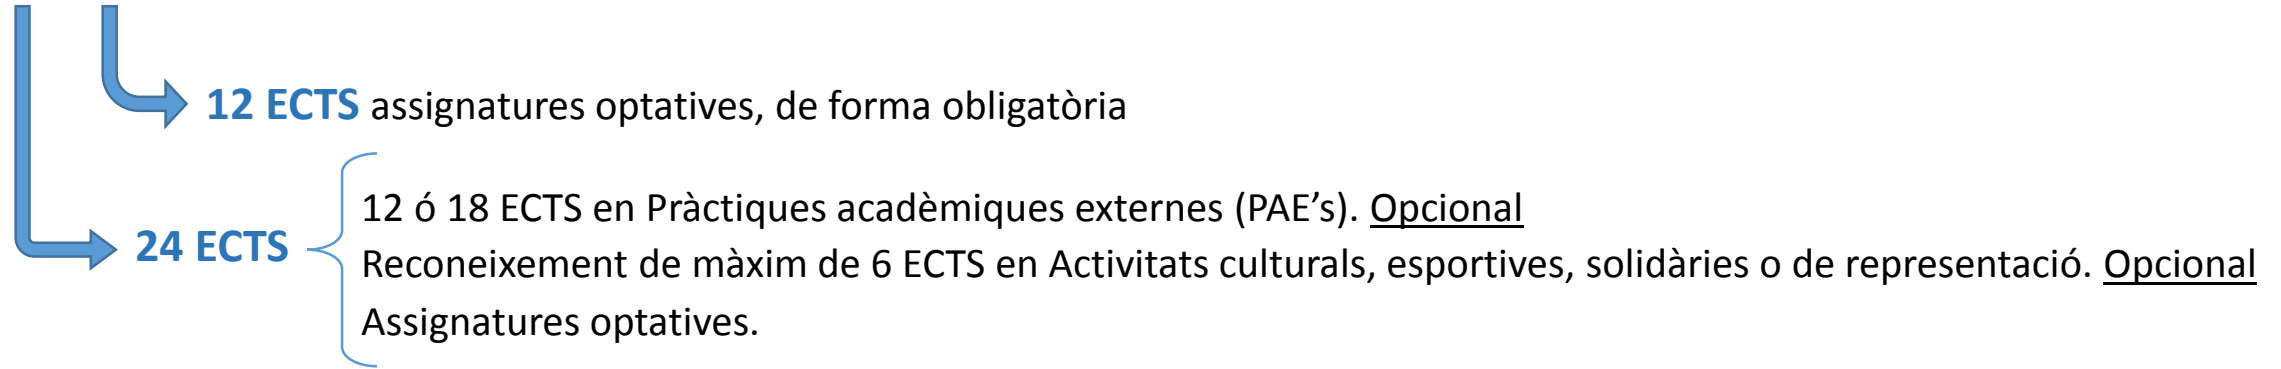 12 ECTS assignatures optatives, de forma obligatòria
12 ó 18 ECTS en Pràctiques acadèmiques externes (PAE’s). Opcional
24 ECTS
Reconeixement de màxim de 6 ECTS en Activitats culturals, esportives, solidàries o de representació. Opcional
Assignatures optatives.